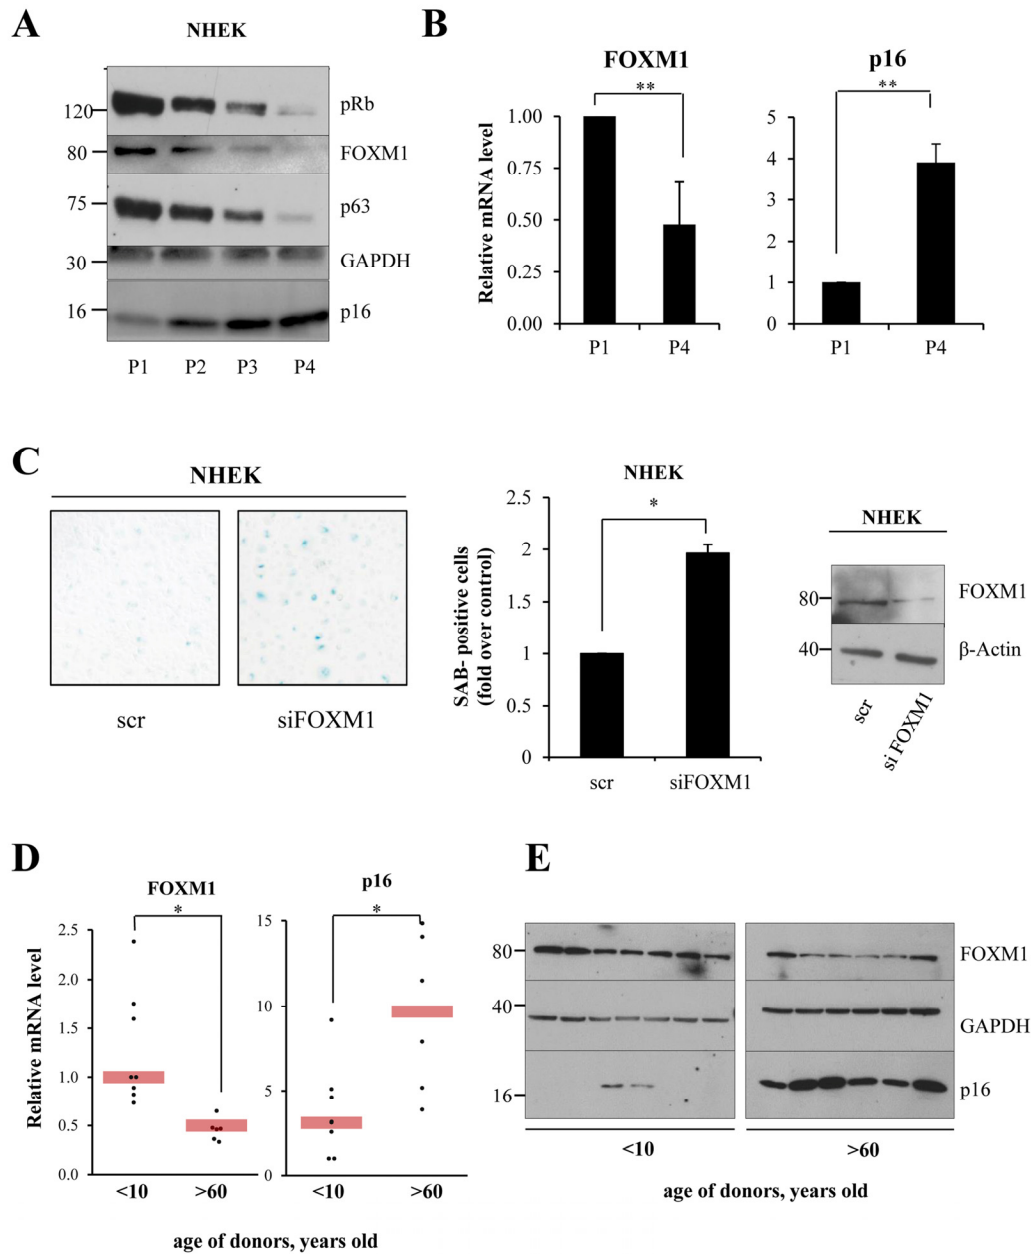 A
NHEK
120
pRb
80
FOXM1
75
p63
30
GAPDH
16
p16
P1 P2 P3 P4
B
FOXM1
**
Relative mRNA level
1.00
0.75
0.50
0.25
0.00
P1 P4
p16
**
5
4
3
2
1
0
P1 P4
C
NHEK
scr siFOXM1
NHEK
*
SAB- positive cells
(fold over control)
2.5
2
1.5
1
0.5
0
scr siFOXM1
NHEK
80
FOXM1
40
β-Actin
scr
si FOXM1
D
FOXM1
*
Relative mRNA level
2.5
2.0
1.5
1.0
0.5
0.0
<10 >60
p16
*
15
10
5
0
<10 >60
age of donors, years old
E
80
FOXM1
40
GAPDH
16
p16
<10 >60
age of donors, years old